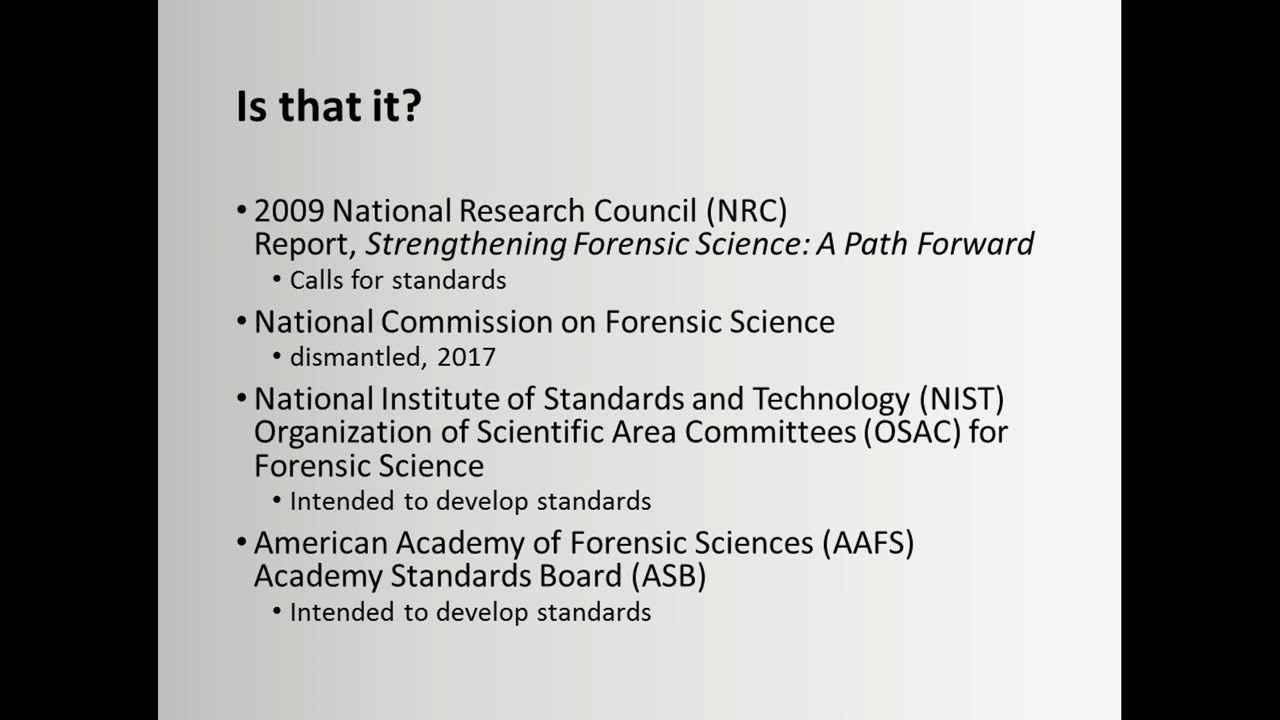 Is that it?
• 2009 National Research Council (NRC)
Report, Strengthening Forensic Science: A Path Forward
• Calls for standards
• National Commission on Forensic Science
• dismantled, 2017
• National Institute of Standards and Technology (NIST)
Organization of Scientific Area Committees (OSAC) for
Forensic Science
• Intended to develop standards
• American Academy of Forensic Sciences (AAFS)
Academy Standards Board (ASB)
• Intended to develop standards